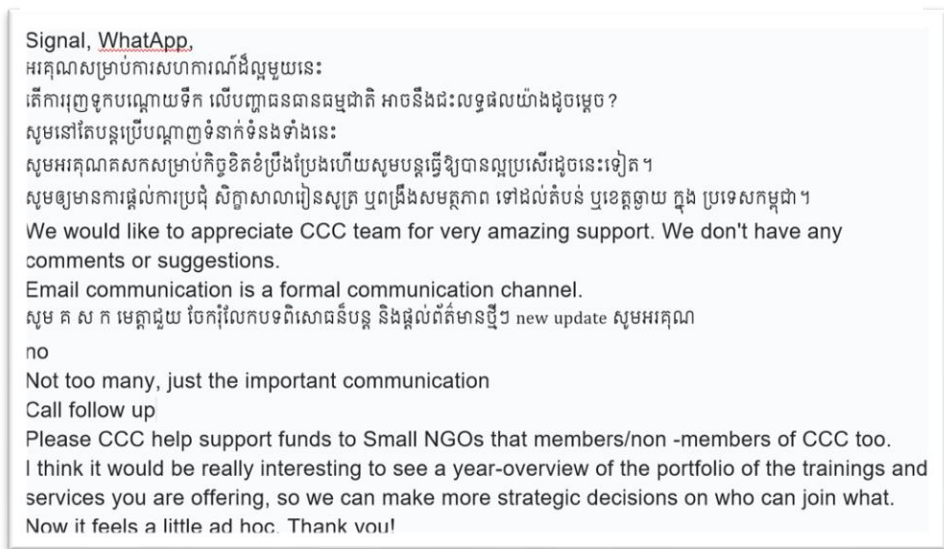 Signal, WhatApp,
អរគុណសម្រាប់ការសហការណ៍ដ៏ល្អមួយនេះ
តើការរុញទូកបណ្តោយទឹក លើបញ្ហាធនធានធម្មជាតិ អាចនឹងជះលទ្ធផលយ៉ាងដូចម្តេច?
សូមនៅតែបន្តប្រើបណ្តាញទំនាក់ទំនងទាំងនេះ
សូមអរគុណគសកសម្រាប់កិច្ចខិតខំប្រឹងប្រែងហើយសូមបន្តធ្វើឱ្យបានល្អប្រសើរដូចនេះទៀត។
សូមឲ្យមានការផ្តល់ការប្រជុំ សិក្ខាសាលារៀនសូត្រ ឬពង្រឹងសមត្ថភាព ទៅដល់តំបន់ ឬខេត្តឆ្ងាយ ក្នុង ប្រទេសកម្ពុជា។
We would like to appreciate CCC team for very amazing support. We don't have any
comments or suggestions.
Email communication is a formal communication channel.
សូម គ ស ក មេត្តាជួយ ចែករុំលែកបទពិសោធន៏បន្ត និងផ្តល់ព័ត៌មានថ្មីៗ new update សូមអរគុណ
no
Not too many, just the important communication
Call follow up
Please CCC help support funds to Small NGOs that members/non -members of CCC too.
I think it would be really interesting to see a year-overview of the portfolio of the trainings and
services you are offering, so we can make more strategic decisions on who can join what.
Now it feels a little ad hoc. Thank you!